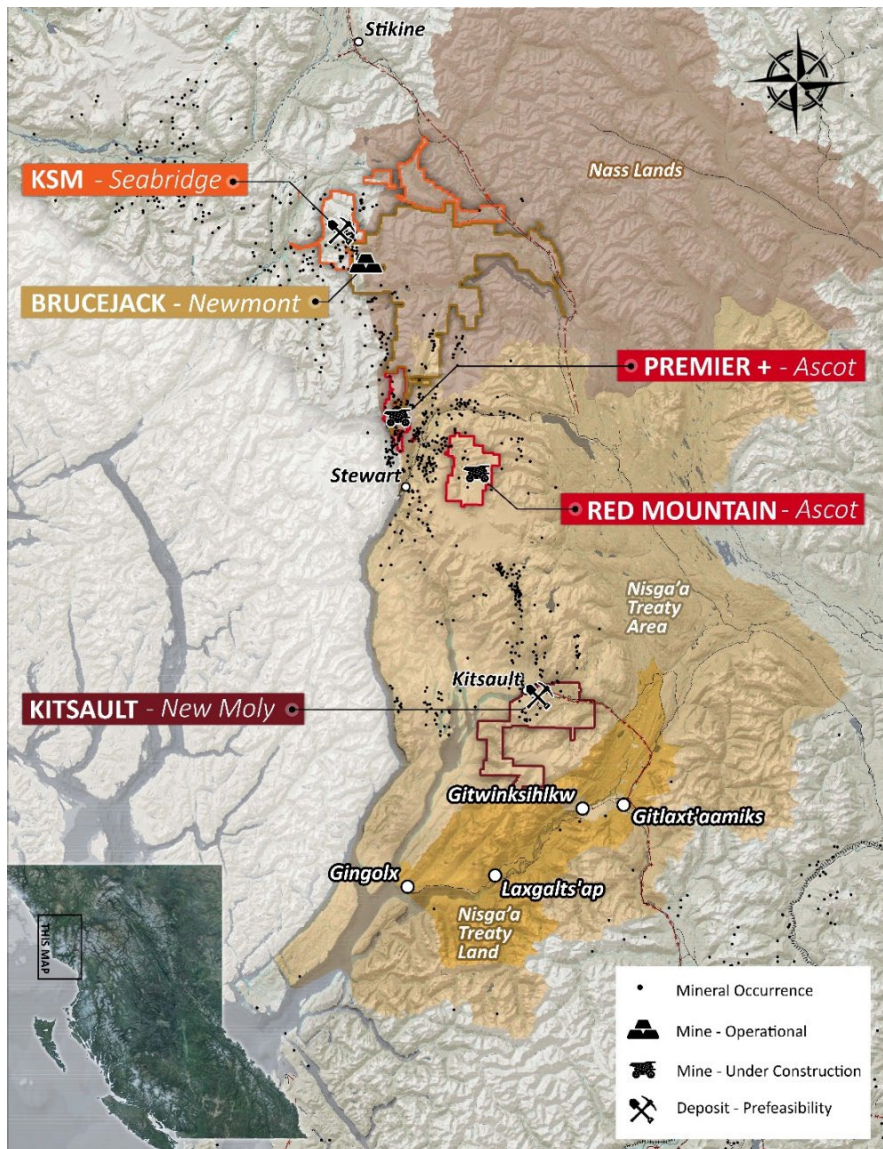 Stikine
Nass Lands
KSM - Seabridge
BRUCEJACK - Newmont
PREMIER + - Ascot
Stewart
RED MOUNTAIN - Ascot
Nisga'a
Treaty
Area
Kitsault
KITSAULT - New Moly
Gitwinksihlkw
Gitlaxt'aamiks
Gingolx
Laxgalts'ap
Nisga'a
Treaty
Land
THIS MAP
Mineral Occurrence
Mine - Operational
Mine - Under Construction
Deposit - Prefeasibility